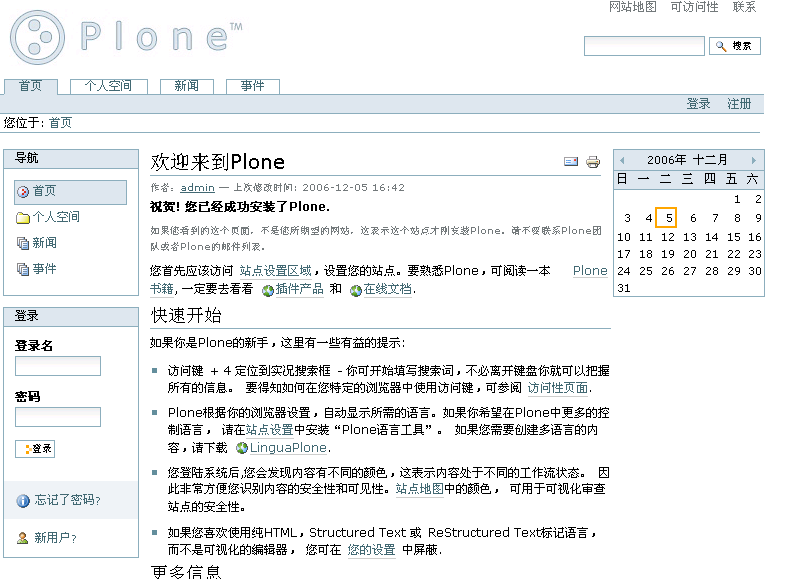 网站地图 可访问性 联系
Plone™
搜索
首页 个人空间 新闻 事件
登录 注册
您位于: 首页
导航
首页
个人空间
新闻
事件
登录
登录名
密码
登录
忘记了密码?
新用户?
欢迎来到Plone
作者: admin — 上次修改时间: 2006-12-05 16:42
祝贺! 您已经成功安装了Plone.
如果您看到的这个页面, 不是您所期望的网站, 这表示这个站点才刚安装Plone。请不要联系Plone团
队或者Plone的邮件列表。
您首先应该访问 站点设置区域, 设置您的站点。要熟悉Plone, 可阅读一本 Plone
书籍, 一定要去看看 插件产品 和 在线文档.
快速开始
如果你是Plone的新手, 这里有一些有益的提示:
访问键 + 4 定位到实况搜索框 - 你可开始填写搜索词, 不必离开键盘你就可以把握
所有的信息。 要得知如何在您特定的浏览器中使用访问键, 可参阅 访问性页面.
Plone根据你的浏览器设置, 自动显示所需的语言。如果你希望在Plone中更多的控
制语言, 请在站点设置中安装“Plone语言工具”。 如果您需要创建多语言的内
容, 请下载 LinguaPlone.
您登陆系统后,您会发现内容有不同的颜色, 这表示内容处于不同的工作流状态。 因
此非常方便您识别内容的安全性和可见性。站点地图中的颜色, 可用于可视化审查
站点的安全性。
如果您喜欢使用纯HTML, Structured Text 或 ReStructured Text标记语言,
而不是可视化的编辑器, 您可在 您的设置 中屏蔽.
更多信息
2006年 十二月
日 一 二 三 四 五 六
1 2
3 4 5 6 7 8 9
10 11 12 13 14 15 16
17 18 19 20 21 22 23
24 25 26 27 28 29 30
31